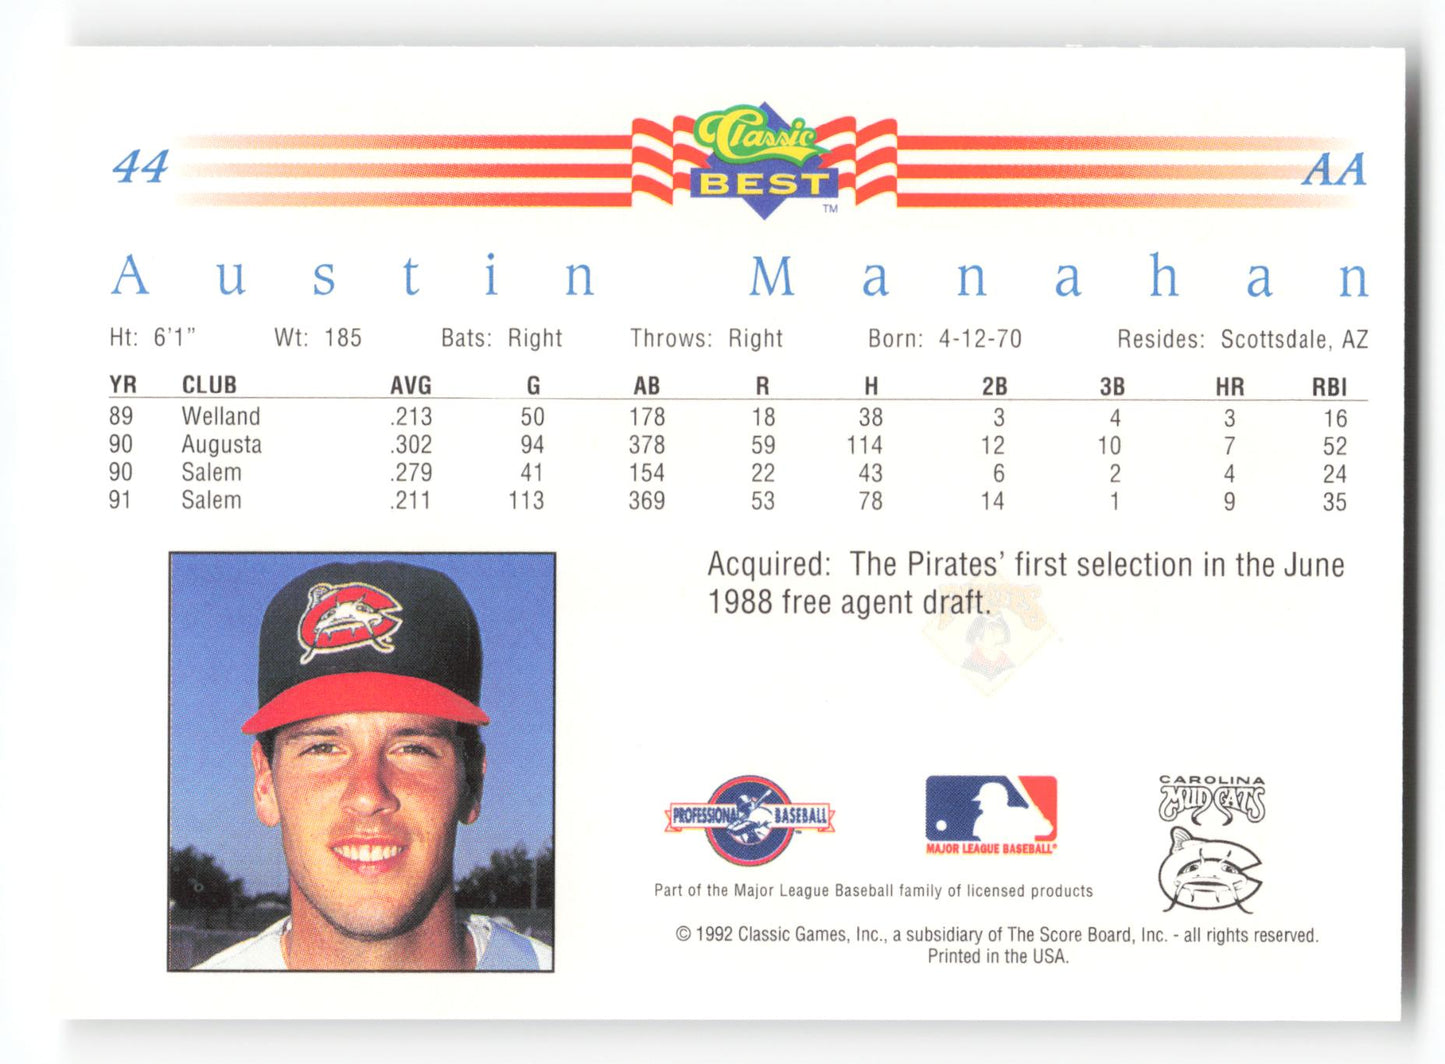 44
Classic
BEST
TM
AA
Austin Manahan
Ht: 6'1" Wt: 185 Bats: Right Throws: Right Born: 4-12-70 Resides: Scottsdale, AZ
YR CLUB AVG G AB R H 2B 3B HR RBI
89 Welland .213 50 178 18 38 3 4 3 16
90 Augusta .302 94 378 59 114 12 10 7 52
90 Salem .279 41 154 22 43 6 2 4 24
91 Salem .211 113 369 53 78 14 1 9 35
Acquired: The Pirates' first selection in the June
1988 free agent draft.
PROFESSIONAL BASEBALL
MAJOR LEAGUE BASEBALL
CAROLINA
MUDCATS
Part of the Major League Baseball family of licensed products
© 1992 Classic Games, Inc., a subsidiary of The Score Board, Inc. - all rights reserved.
Printed in the USA.